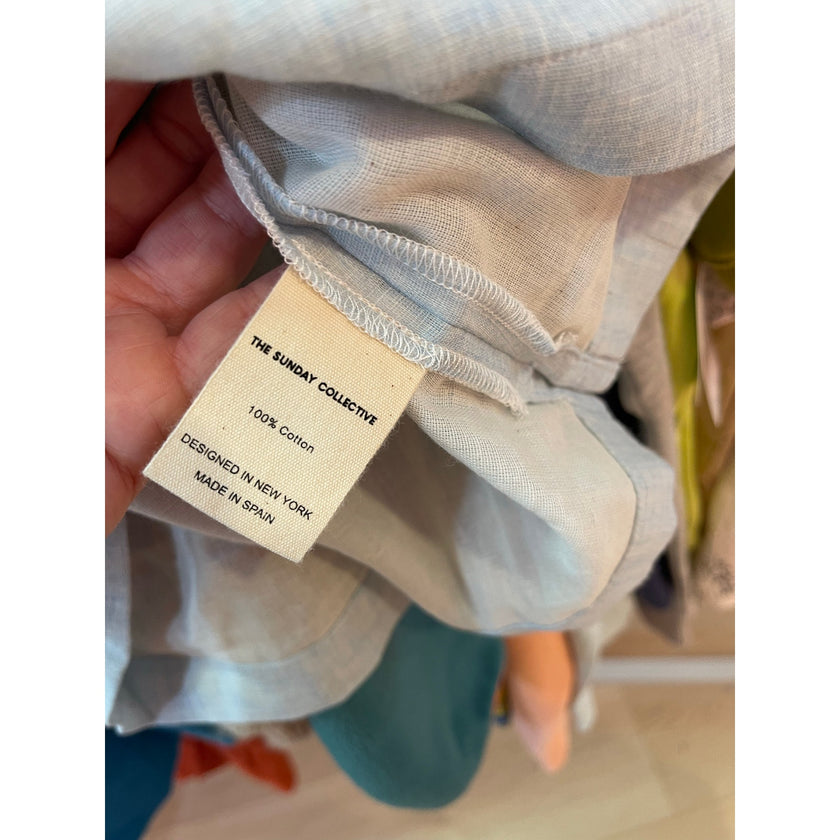 THE SUNDAY COLLECTIVE
100% Cotton
DESIGNED IN NEW YORK
MADE IN SPAiN